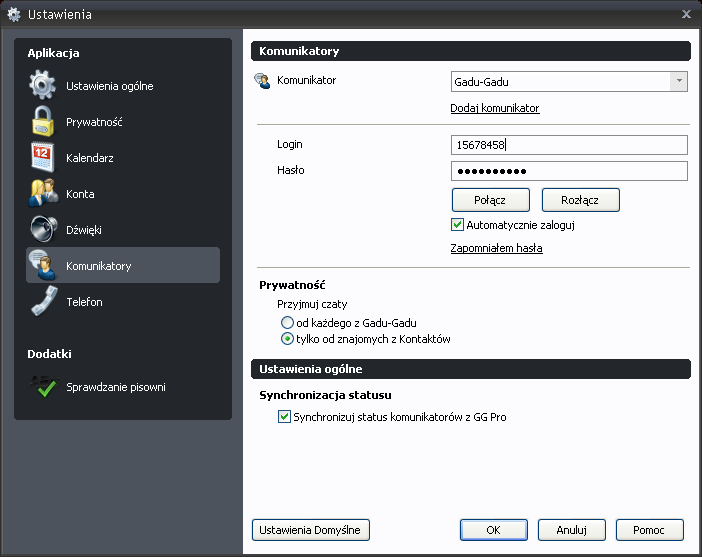 Ustawienia
Aplikacja
Ustawienia ogólne
Prywatność
12
Kalendarz
Konta
Dźwięki
Komunikatory
Telefon
Dodatki
Sprawdzanie pisowni
Komunikatory
Komunikator
Gadu-Gadu
Dodaj komunikator
Login
15678458
Hasło
●●●●●●●●●●
Połącz
Rozłącz
Automatycznie zaloguj
Zapomniałem hasła
Prywatność
Przyjmuj czaty
od każdego z Gadu-Gadu
tylko od znajomych z Kontaktów
Ustawienia ogólne
Synchronizacja statusu
Synchronizuj status komunikatorów z GG Pro
Ustawienia Domyślne
OK
Anuluj
Pomoc